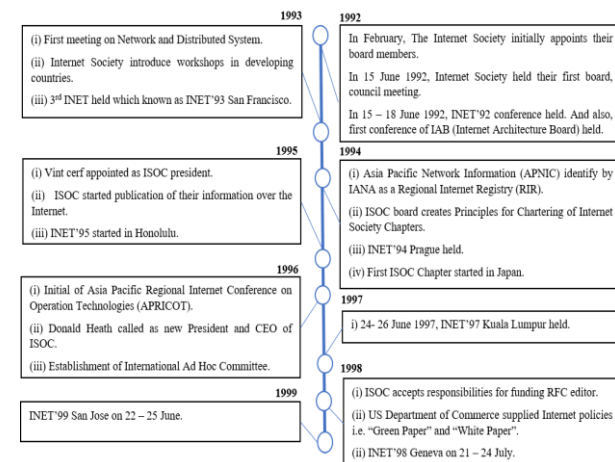 1993
(i) First meeting on Network and Distributed System.
(ii) Internet Society introduce workshops in developing
countries.
(iii) 3rd INET held which known as INET'93 San Francisco.
1992
In February, The Internet Society initially appoints their
board members.
In 15 June 1992, Internet Society held their first board,
council meeting.
In 15 – 18 June 1992, INET'92 conference held. And also,
first conference of IAB (Internet Architecture Board) held.
1995
(i) Vint cerf appointed as ISOC president.
(ii) ISOC started publication of their information over the
Internet.
(iii) INET'95 started in Honolulu.
1994
(i) Asia Pacific Network Information (APNIC) identify by
IANA as a Regional Internet Registry (RIR).
(ii) ISOC board creates Principles for Chartering of Internet
Society Chapters.
(iii) INET'94 Prague held.
(iv) First ISOC Chapter started in Japan.
1996
(i) Initial of Asia Pacific Regional Internet Conference on
Operation Technologies (APRICOT).
(ii) Donald Heath called as new President and CEO of
ISOC.
(iii) Establishment of International Ad Hoc Committee.
1997
i) 24- 26 June 1997, INET'97 Kuala Lumpur held.
1999
INET'99 San Jose on 22 – 25 June.
1998
(i) ISOC accepts responsibilities for funding RFC editor.
(ii) US Department of Commerce supplied Internet policies
i.e. “Green Paper” and “White Paper”.
(ii) INET'98 Geneva on 21 – 24 July.